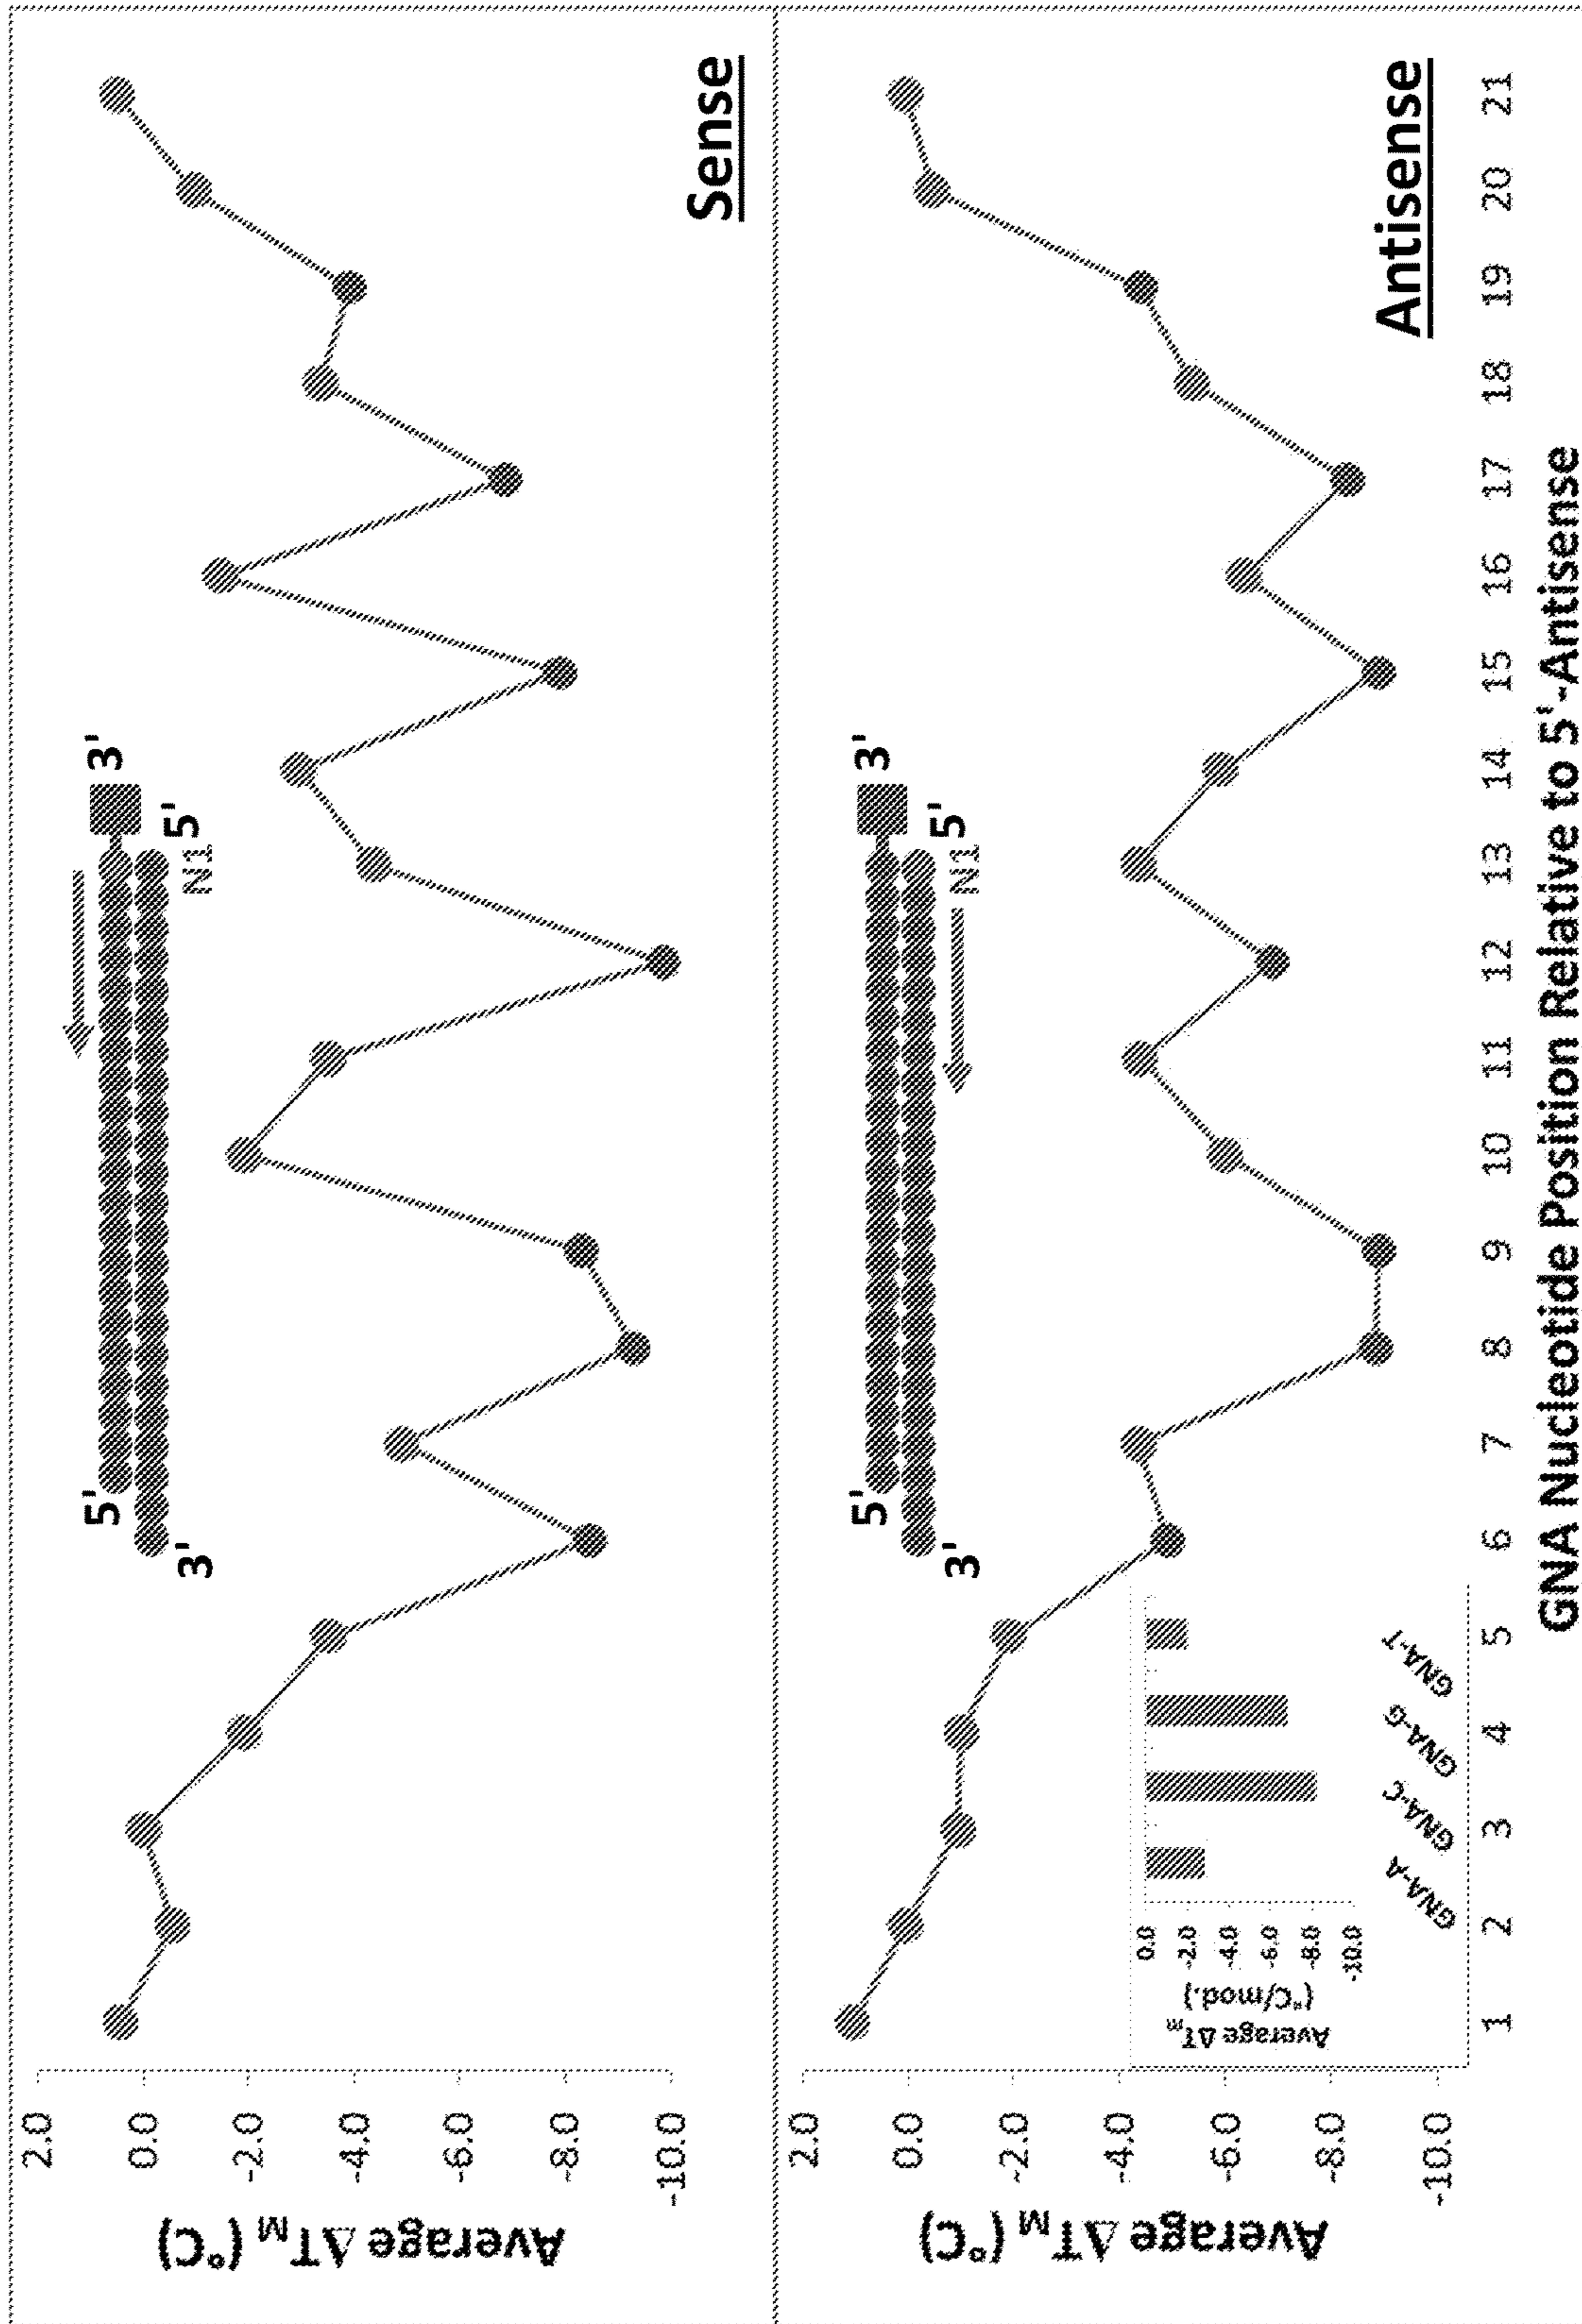 Average ΔTM (°C)
2.0
0.0
-2.0
-4.0
-6.0
-8.0
-10.0
5'
3'
3'
5'
N1
Sense
Average ΔTM (°C)
2.0
0.0
-2.0
-4.0
-6.0
-8.0
-10.0
5'
3'
3'
5'
N1
Antisense
Average ΔTm
(°C/mod.)
0.0
-2.0
-4.0
-6.0
-8.0
-10.0
GNA-A
GNA-C
GNA-G
GNA-T
1 2 3 4 5 6 7 8 9 10 11 12 13 14 15 16 17 18 19 20 21
GNA Nucleotide Position Relative to 5'-Antisense